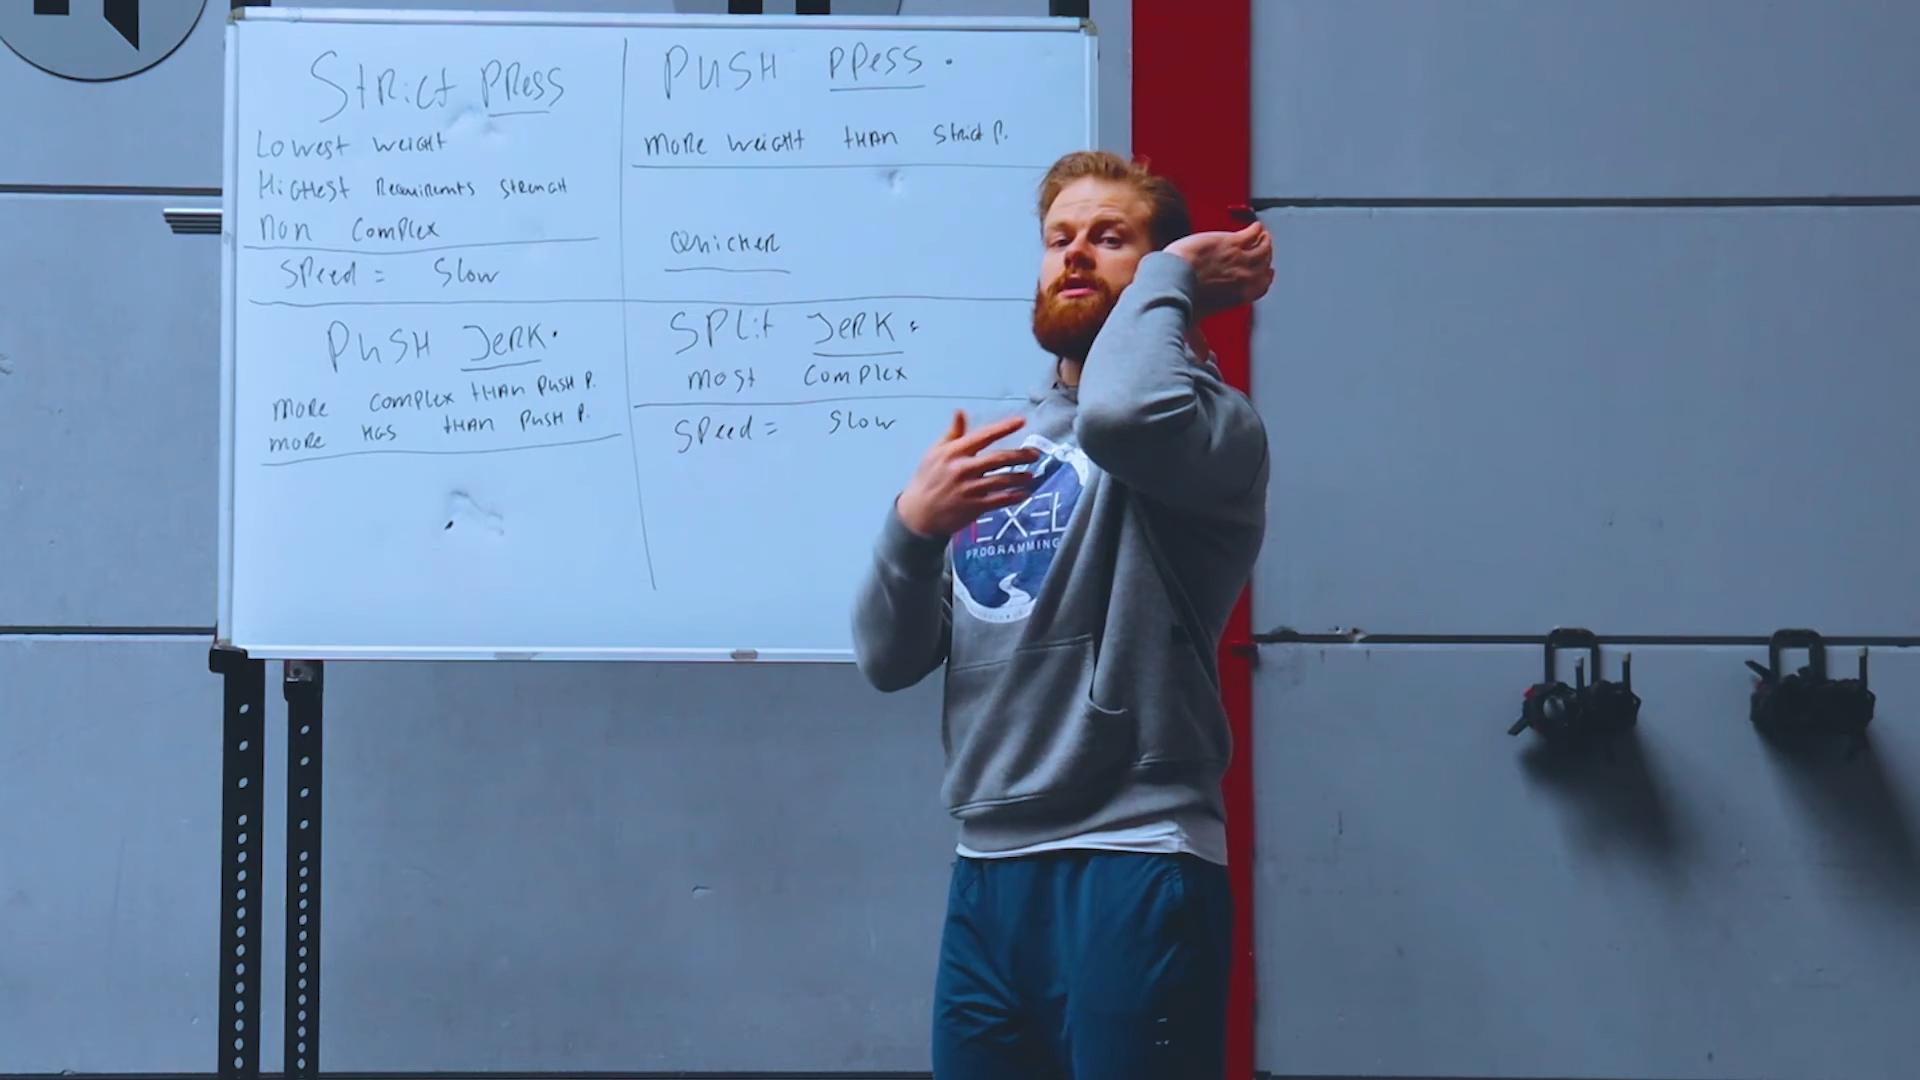 Strict PRess
Lowest weight
Highest Requirements Strength
Non Complex
Speed = Slow
PUSH PPeSS .
More Weight THAN Strict P.
Quicker
PUSH JERK.
More Complex THAN PUSH P.
More KGS THAN PUSH P.
SPLit JERK.
Most Complex
Speed = Slow
EXEL
PROGRAMMING